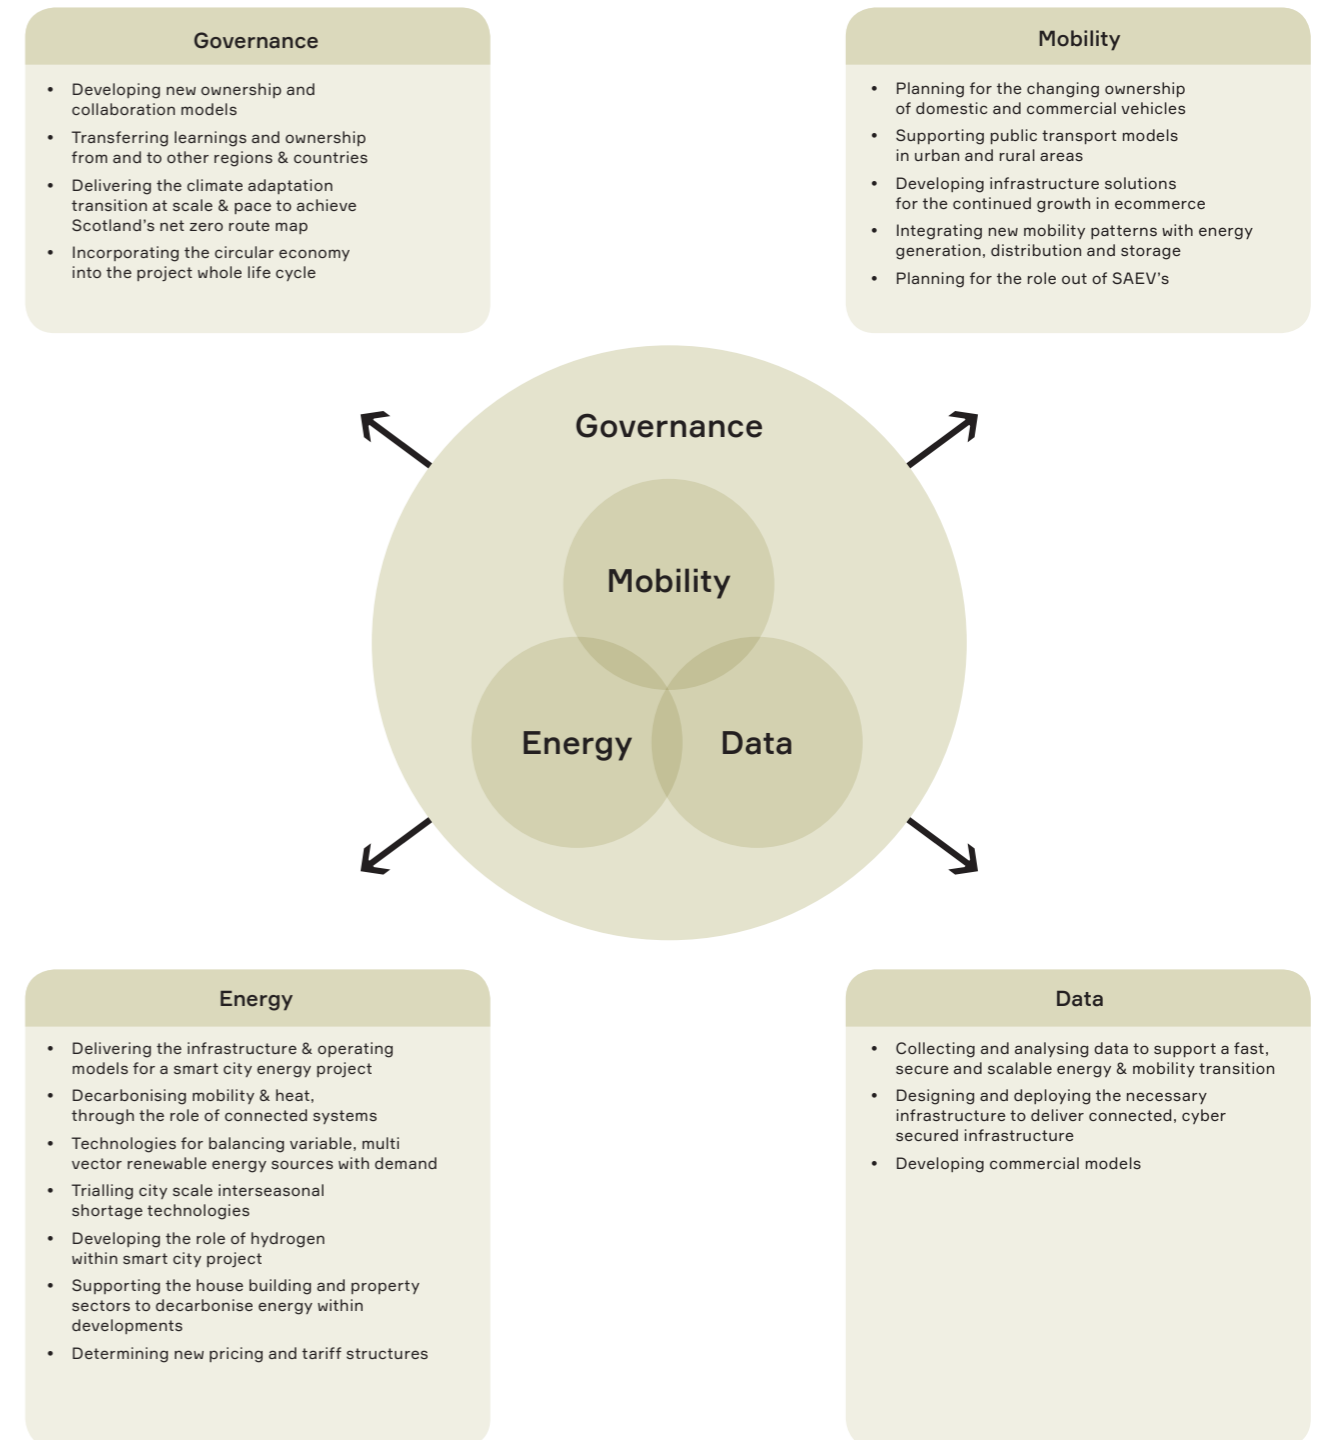 Governance
• Developing new ownership and
collaboration models
• Transferring learnings and ownership
from and to other regions & countries
• Delivering the climate adaptation
transition at scale & pace to achieve
Scotland's net zero route map
• Incorporating the circular economy
into the project whole life cycle
Mobility
• Planning for the changing ownership
of domestic and commercial vehicles
• Supporting public transport models
in urban and rural areas
• Developing infrastructure solutions
for the continued growth in ecommerce
• Integrating new mobility patterns with energy
generation, distribution and storage
• Planning for the role out of SAEV's
Governance
Mobility
Energy
Data
Energy
• Delivering the infrastructure & operating
models for a smart city energy project
• Decarbonising mobility & heat,
through the role of connected systems
• Technologies for balancing variable, multi
vector renewable energy sources with demand
• Trialling city scale interseasonal
shortage technologies
• Developing the role of hydrogen
within smart city project
• Supporting the house building and property
sectors to decarbonise energy within
developments
• Determining new pricing and tariff structures
Data
• Collecting and analysing data to support a fast,
secure and scalable energy & mobility transition
• Designing and deploying the necessary
infrastructure to deliver connected, cyber
secured infrastructure
• Developing commercial models